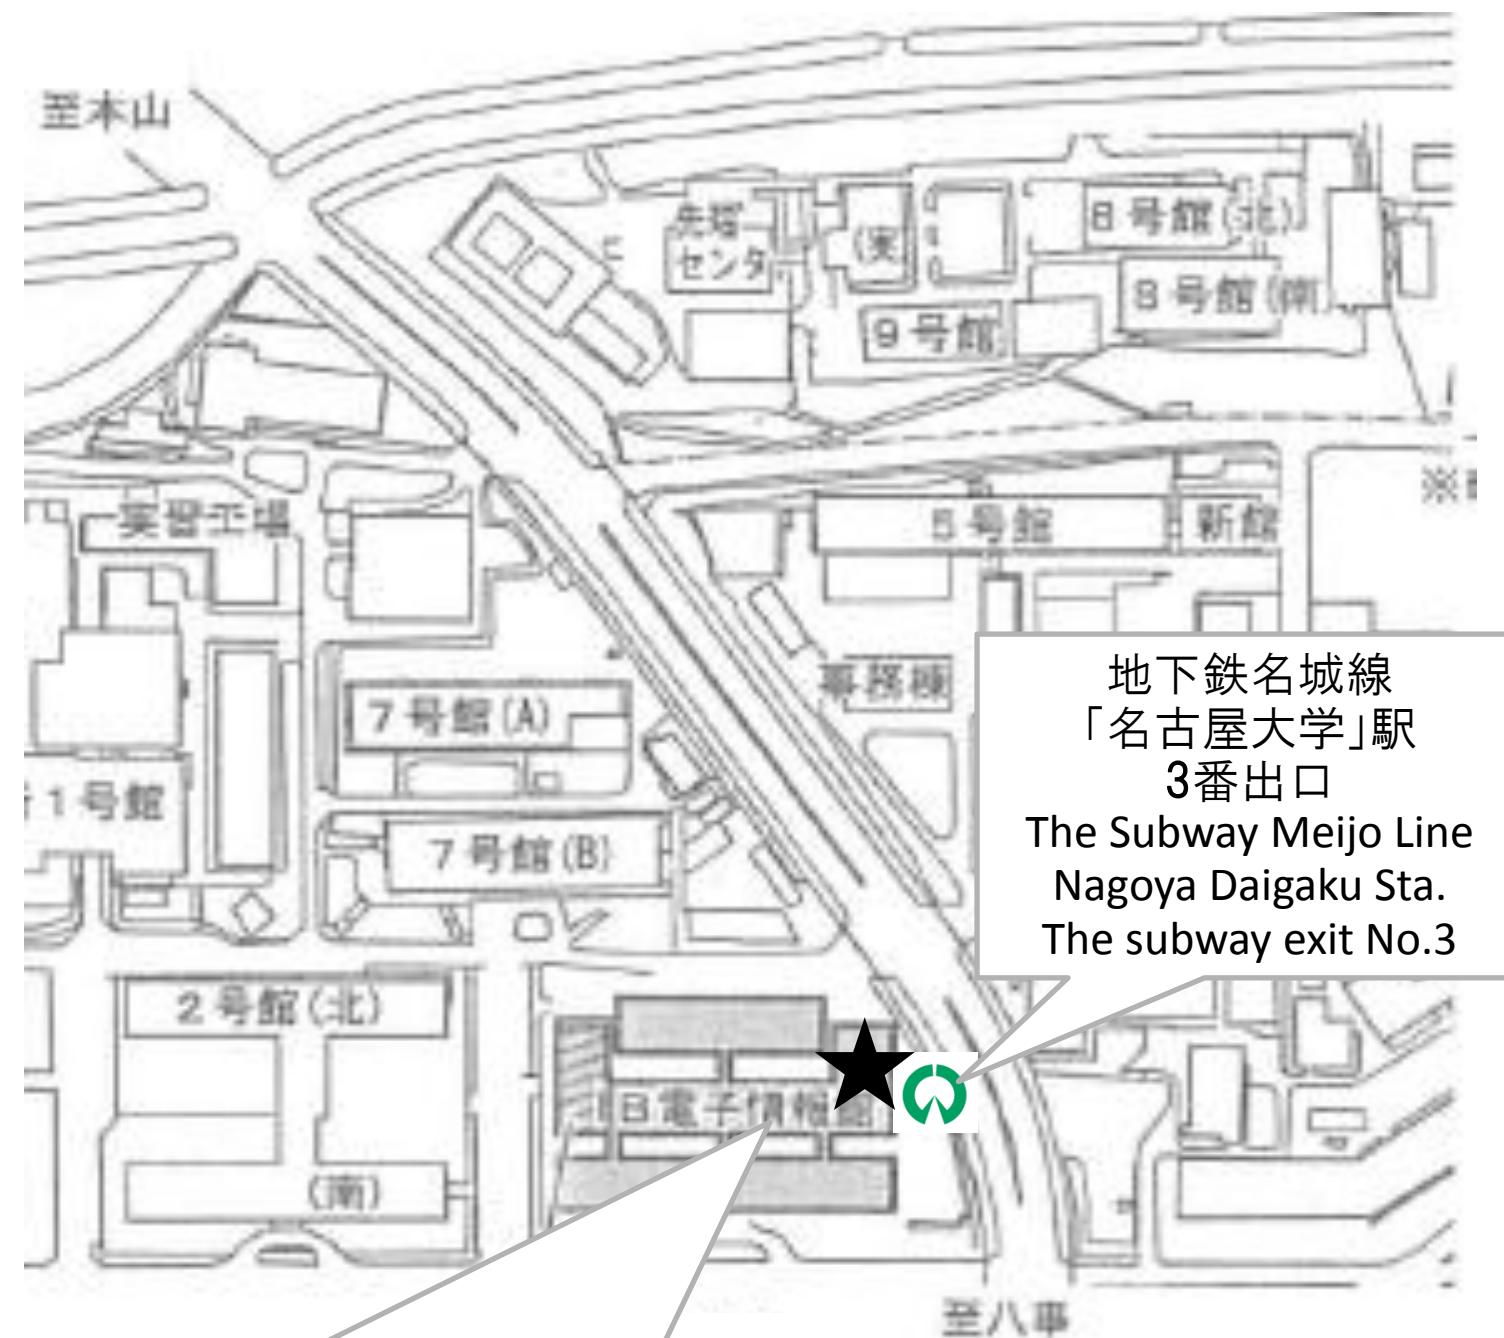 至本山
先端
センタ
(実
8号館(北)
8号館(南)
9号館
実習工場
5号館
新館
※
事務棟
7号館(A)
1号館
7号館(B)
地下鉄名城線
「名古屋大学」駅
3番出口
The Subway Meijo Line
Nagoya Daigaku Sta.
The subway exit No.3
2号館(北)
IB電子情報館
(南)
至八事